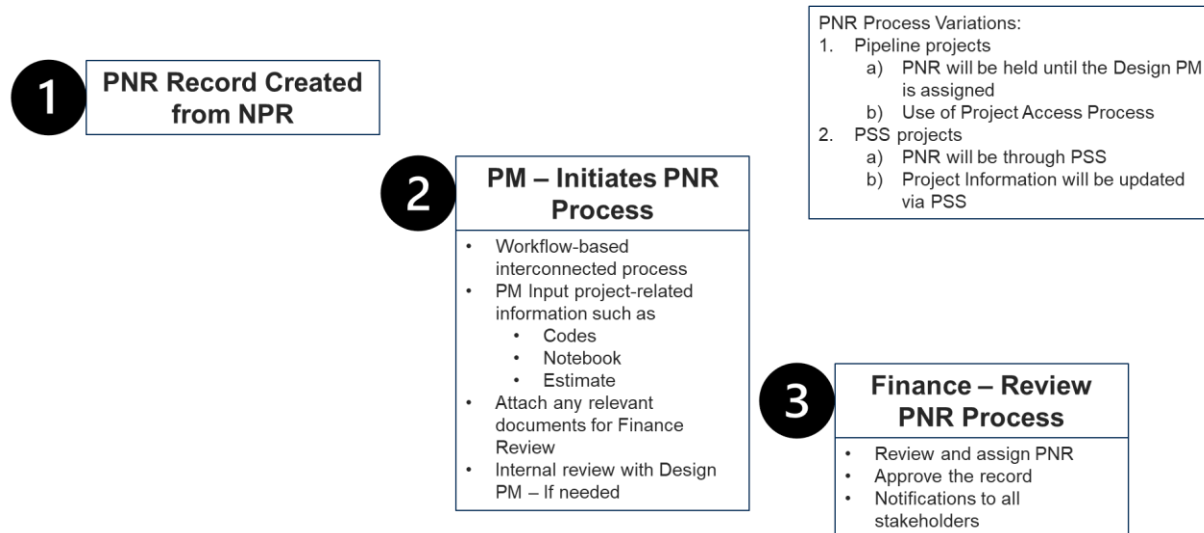 1
PNR Record Created
from NPR
2
PM – Initiates PNR
Process
• Workflow-based
interconnected process
• PM Input project-related
information such as
• Codes
• Notebook
• Estimate
• Attach any relevant
documents for Finance
Review
• Internal review with Design
PM – If needed
3
Finance – Review
PNR Process
• Review and assign PNR
• Approve the record
• Notifications to all
stakeholders
PNR Process Variations:
1. Pipeline projects
a) PNR will be held until the Design PM
is assigned
b) Use of Project Access Process
2. PSS projects
a) PNR will be through PSS
b) Project Information will be updated
via PSS